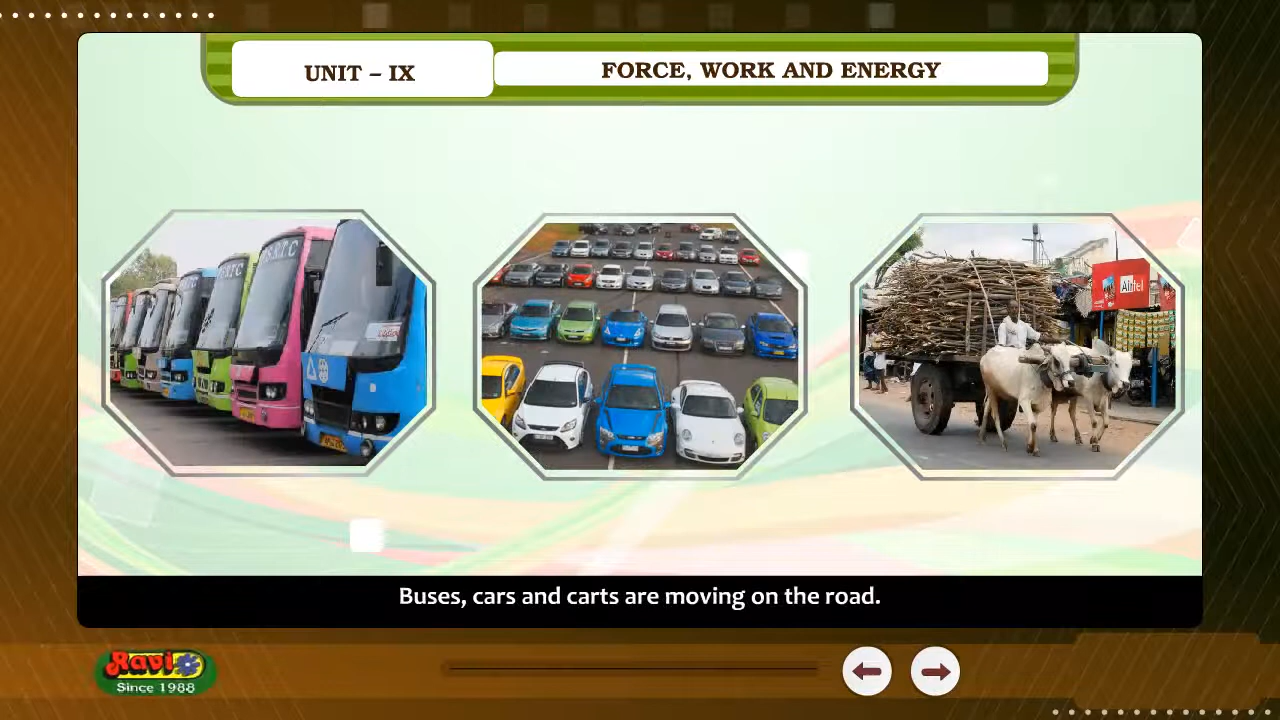 UNIT – IX
FORCE, WORK AND ENERGY
Airtel
Buses, cars and carts are moving on the road.
Ravi
Since 1988